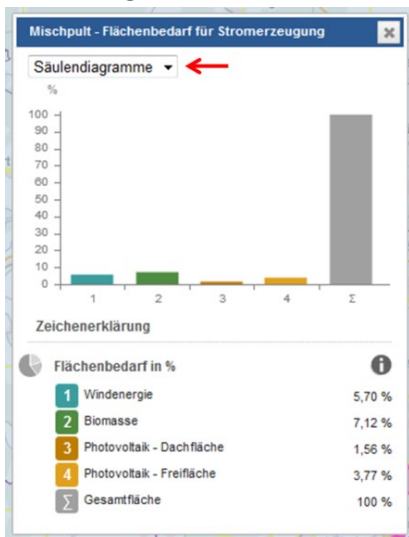 Mischpult - Flächenbedarf für Stromerzeugung
Säulendiagramme
%
100
90
80
70
60
50
40
30
20
10
0
1 2 3 4 Σ
Zeichenerklärung
Flächenbedarf in %
1 Windenergie 5,70 %
2 Biomasse 7,12 %
3 Photovoltaik - Dachfläche 1,56 %
4 Photovoltaik - Freifläche 3,77 %
Σ Gesamtfläche 100 %